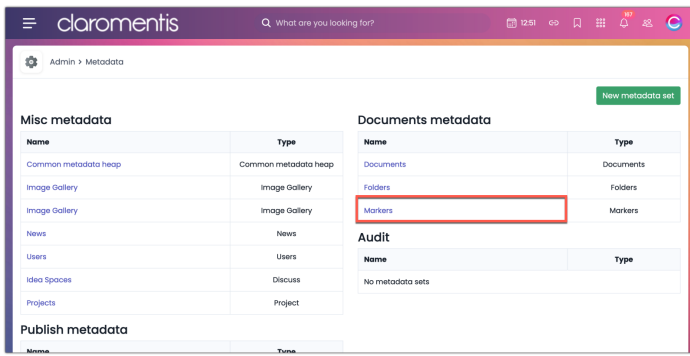 claromentis
What are you looking for?
12:51
167
Admin > Metadata
New metadata set
Misc metadata
Name Type
Common metadata heap Common metadata heap
Image Gallery Image Gallery
Image Gallery Image Gallery
News News
Users Users
Idea Spaces Discuss
Projects Project
Publish metadata
Name Type
Documents metadata
Name Type
Documents Documents
Folders Folders
Markers Markers
Audit
Name Type
No metadata sets